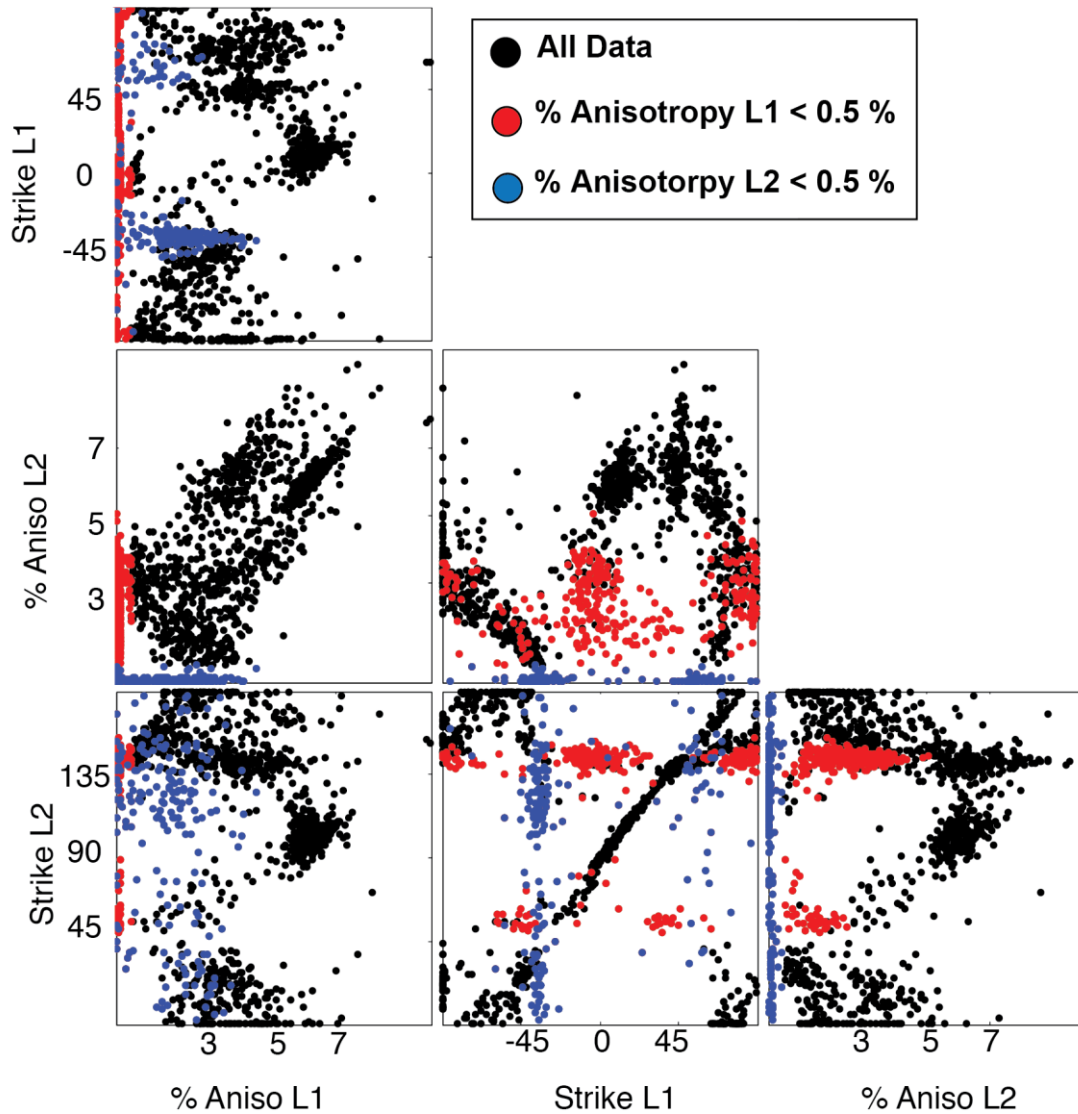 All Data
% Anisotropy L1 < 0.5 %
% Anisotorpy L2 < 0.5 %
Strike L1
45
0
-45
% Aniso L2
7
5
3
Strike L2
135
90
45
3 5 7
-45 0 45
3 5 7
% Aniso L1
Strike L1
% Aniso L2